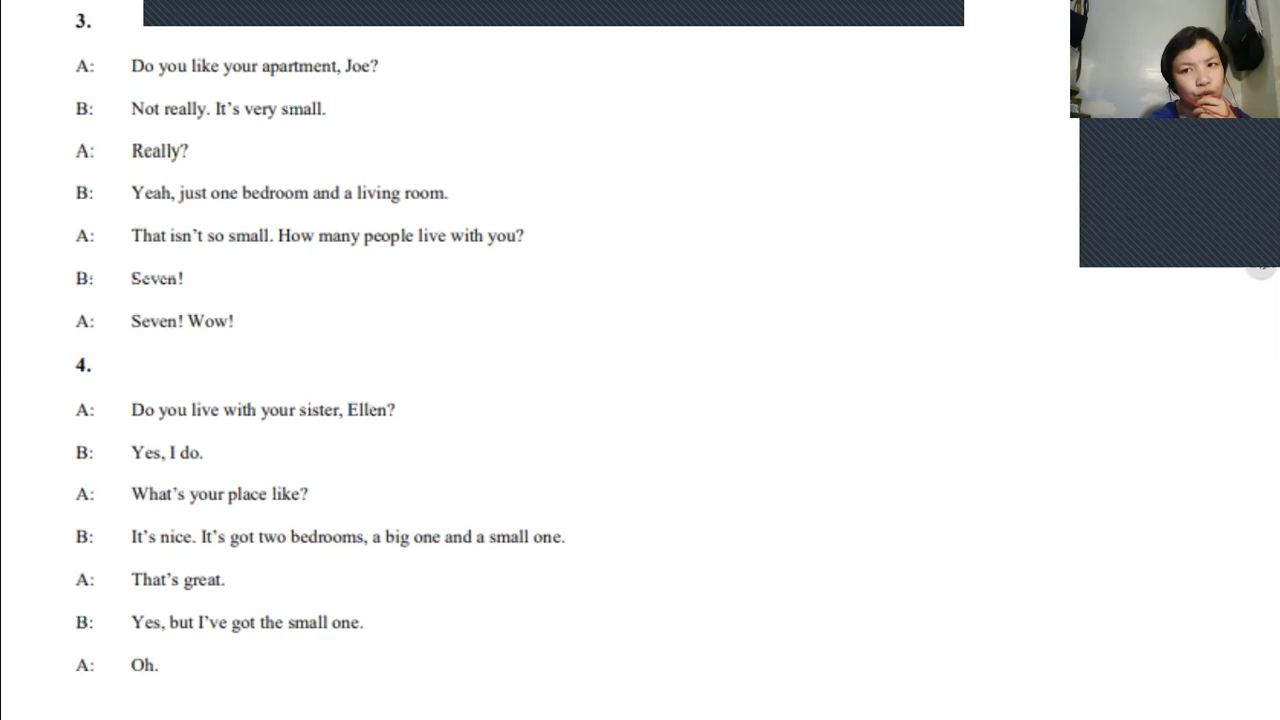 3.
A: Do you like your apartment, Joe?
B: Not really. It's very small.
A: Really?
B: Yeah, just one bedroom and a living room.
A: That isn't so small. How many people live with you?
B: Seven!
A: Seven! Wow!
4.
A: Do you live with your sister, Ellen?
B: Yes, I do.
A: What's your place like?
B: It's nice. It's got two bedrooms, a big one and a small one.
A: That's great.
B: Yes, but I've got the small one.
A: Oh.